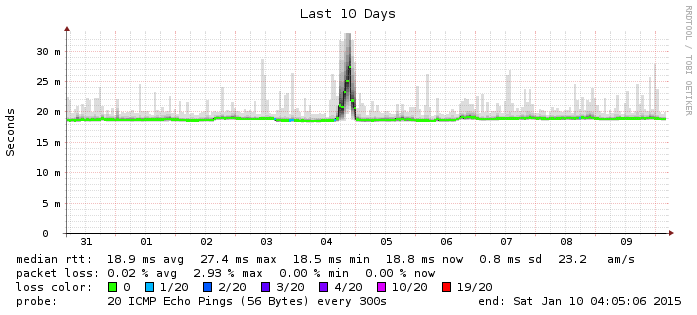 Last 10 Days
RRDTOOL / TOBI OETIKER
Seconds
30 m
25 m
20 m
15 m
10 m
5 m
0
31 01 02 03 04 05 06 07 08 09
median rtt: 18.9 ms avg 27.4 ms max 18.5 ms min 18.8 ms now 0.8 ms sd 23.2 am/s
packet loss: 0.02 % avg 2.93 % max 0.00 % min 0.00 % now
loss color: 0 1/20 2/20 3/20 4/20 10/20 19/20
probe: 20 ICMP Echo Pings (56 Bytes) every 300s end: Sat Jan 10 04:05:06 2015